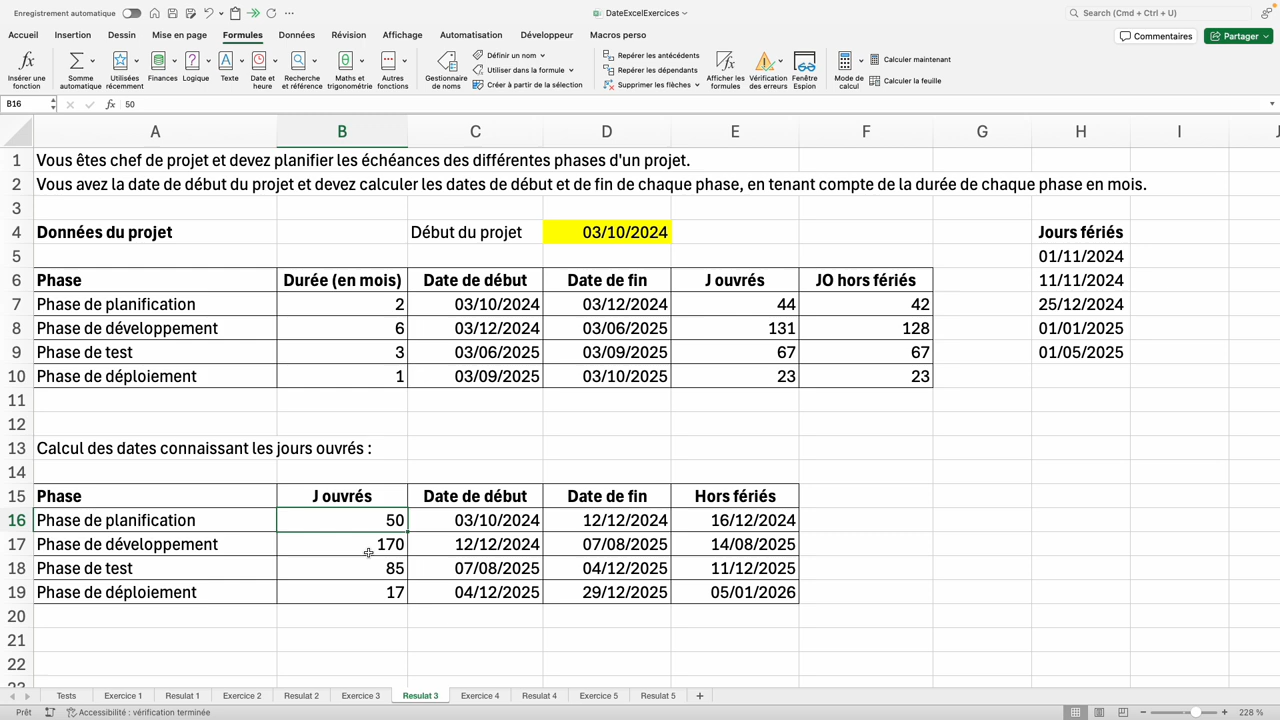 Enregistrement automatique
DateExcelExercices
Search (Cmd + Ctrl + U)
Accueil Insertion Dessin Mise en page Formules Données Révision Affichage Automatisation Développeur Macros perso
Commentaires Partager
Insérer une fonction
Somme automatique
Utilisées récemment
Finances
Logique
Texte
Date et heure
Recherche et référence
Maths et trigonométrie
Autres fonctions
Gestionnaire de noms
Définir un nom
Utiliser dans la formule
Créer à partir de la sélection
Repérer les antécédents
Repérer les dépendants
Supprimer les flèches
Afficher les formules
Vérification des erreurs
Fenêtre Espion
Mode de calcul
Calculer maintenant
Calculer la feuille
B16 fx 50
A B C D E F G H I J
1 Vous êtes chef de projet et devez planifier les échéances des différentes phases d'un projet.
2 Vous avez la date de début du projet et devez calculer les dates de début et de fin de chaque phase, en tenant compte de la durée de chaque phase en mois.
3
4 Données du projet Début du projet 03/10/2024 Jours fériés
5 01/11/2024
6 Phase Durée (en mois) Date de début Date de fin J ouvrés JO hors fériés 11/11/2024
7 Phase de planification 2 03/10/2024 03/12/2024 44 42 25/12/2024
8 Phase de développement 6 03/12/2024 03/06/2025 131 128 01/01/2025
9 Phase de test 3 03/06/2025 03/09/2025 67 67 01/05/2025
10 Phase de déploiement 1 03/09/2025 03/10/2025 23 23
11
12
13 Calcul des dates connaissant les jours ouvrés :
14
15 Phase J ouvrés Date de début Date de fin Hors fériés
16 Phase de planification 50 03/10/2024 12/12/2024 16/12/2024
17 Phase de développement 170 12/12/2024 07/08/2025 14/08/2025
18 Phase de test 85 07/08/2025 04/12/2025 11/12/2025
19 Phase de déploiement 17 04/12/2025 29/12/2025 05/01/2026
20
21
22
23
Tests Exercice 1 Resulat 1 Exercice 2 Resulat 2 Exercice 3 Resulat 3 Exercice 4 Resulat 4 Exercice 5 Resulat 5
Prêt Accessibilité : vérification terminée 228 %